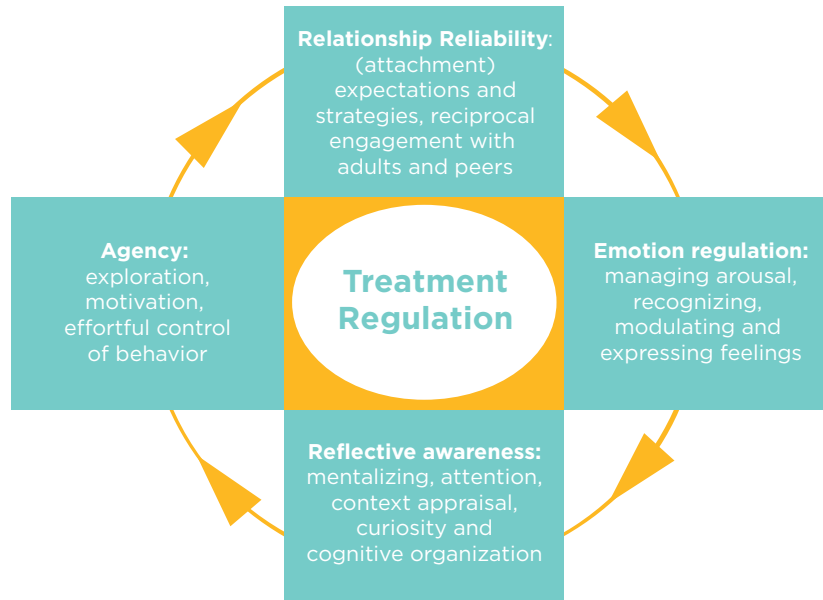 Relationship Reliability:
(attachment)
expectations and
strategies, reciprocal
engagement with
adults and peers
Agency:
exploration,
motivation,
effortful control
of behavior
Treatment
Regulation
Emotion regulation:
managing arousal,
recognizing,
modulating and
expressing feelings
Reflective awareness:
mentalizing, attention,
context appraisal,
curiosity and
cognitive organization